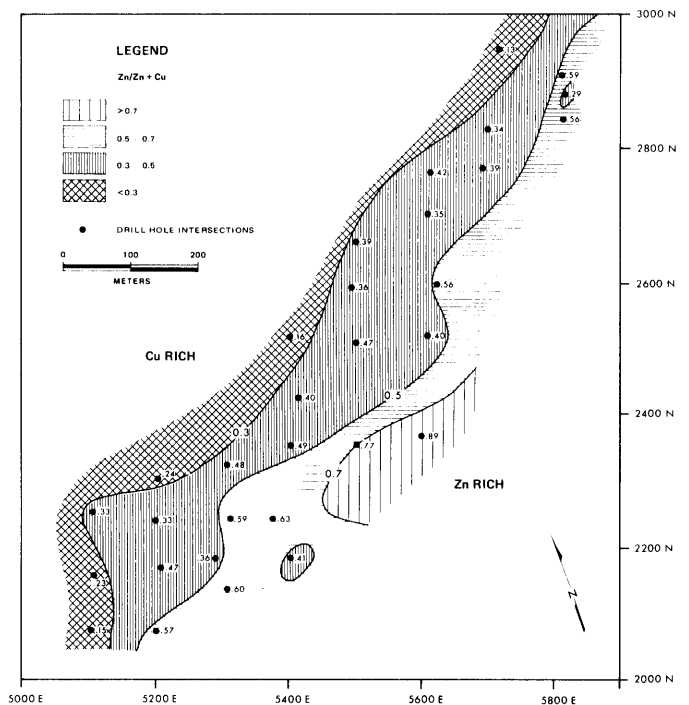 3000 N
LEGEND
Zn/Zn + Cu
>0.7
0.5 - 0.7
0.3 - 0.5
<0.3
DRILL HOLE INTERSECTIONS
0 100 200
METERS
.13
.59
.29
.56
.34
2800 N
.42
.39
.35
.39
2600 N
.36
.56
.16
.47
.40
Cu RICH
.40
0.5
2400 N
0.3
.49
.77
.89
.48
0.7
Zn RICH
.24
.33
.33
.59
.63
2200 N
.36
.41
.47
.23
.60
N
.15
.57
2000 N
5000 E 5200 E 5400 E 5600 E 5800 E